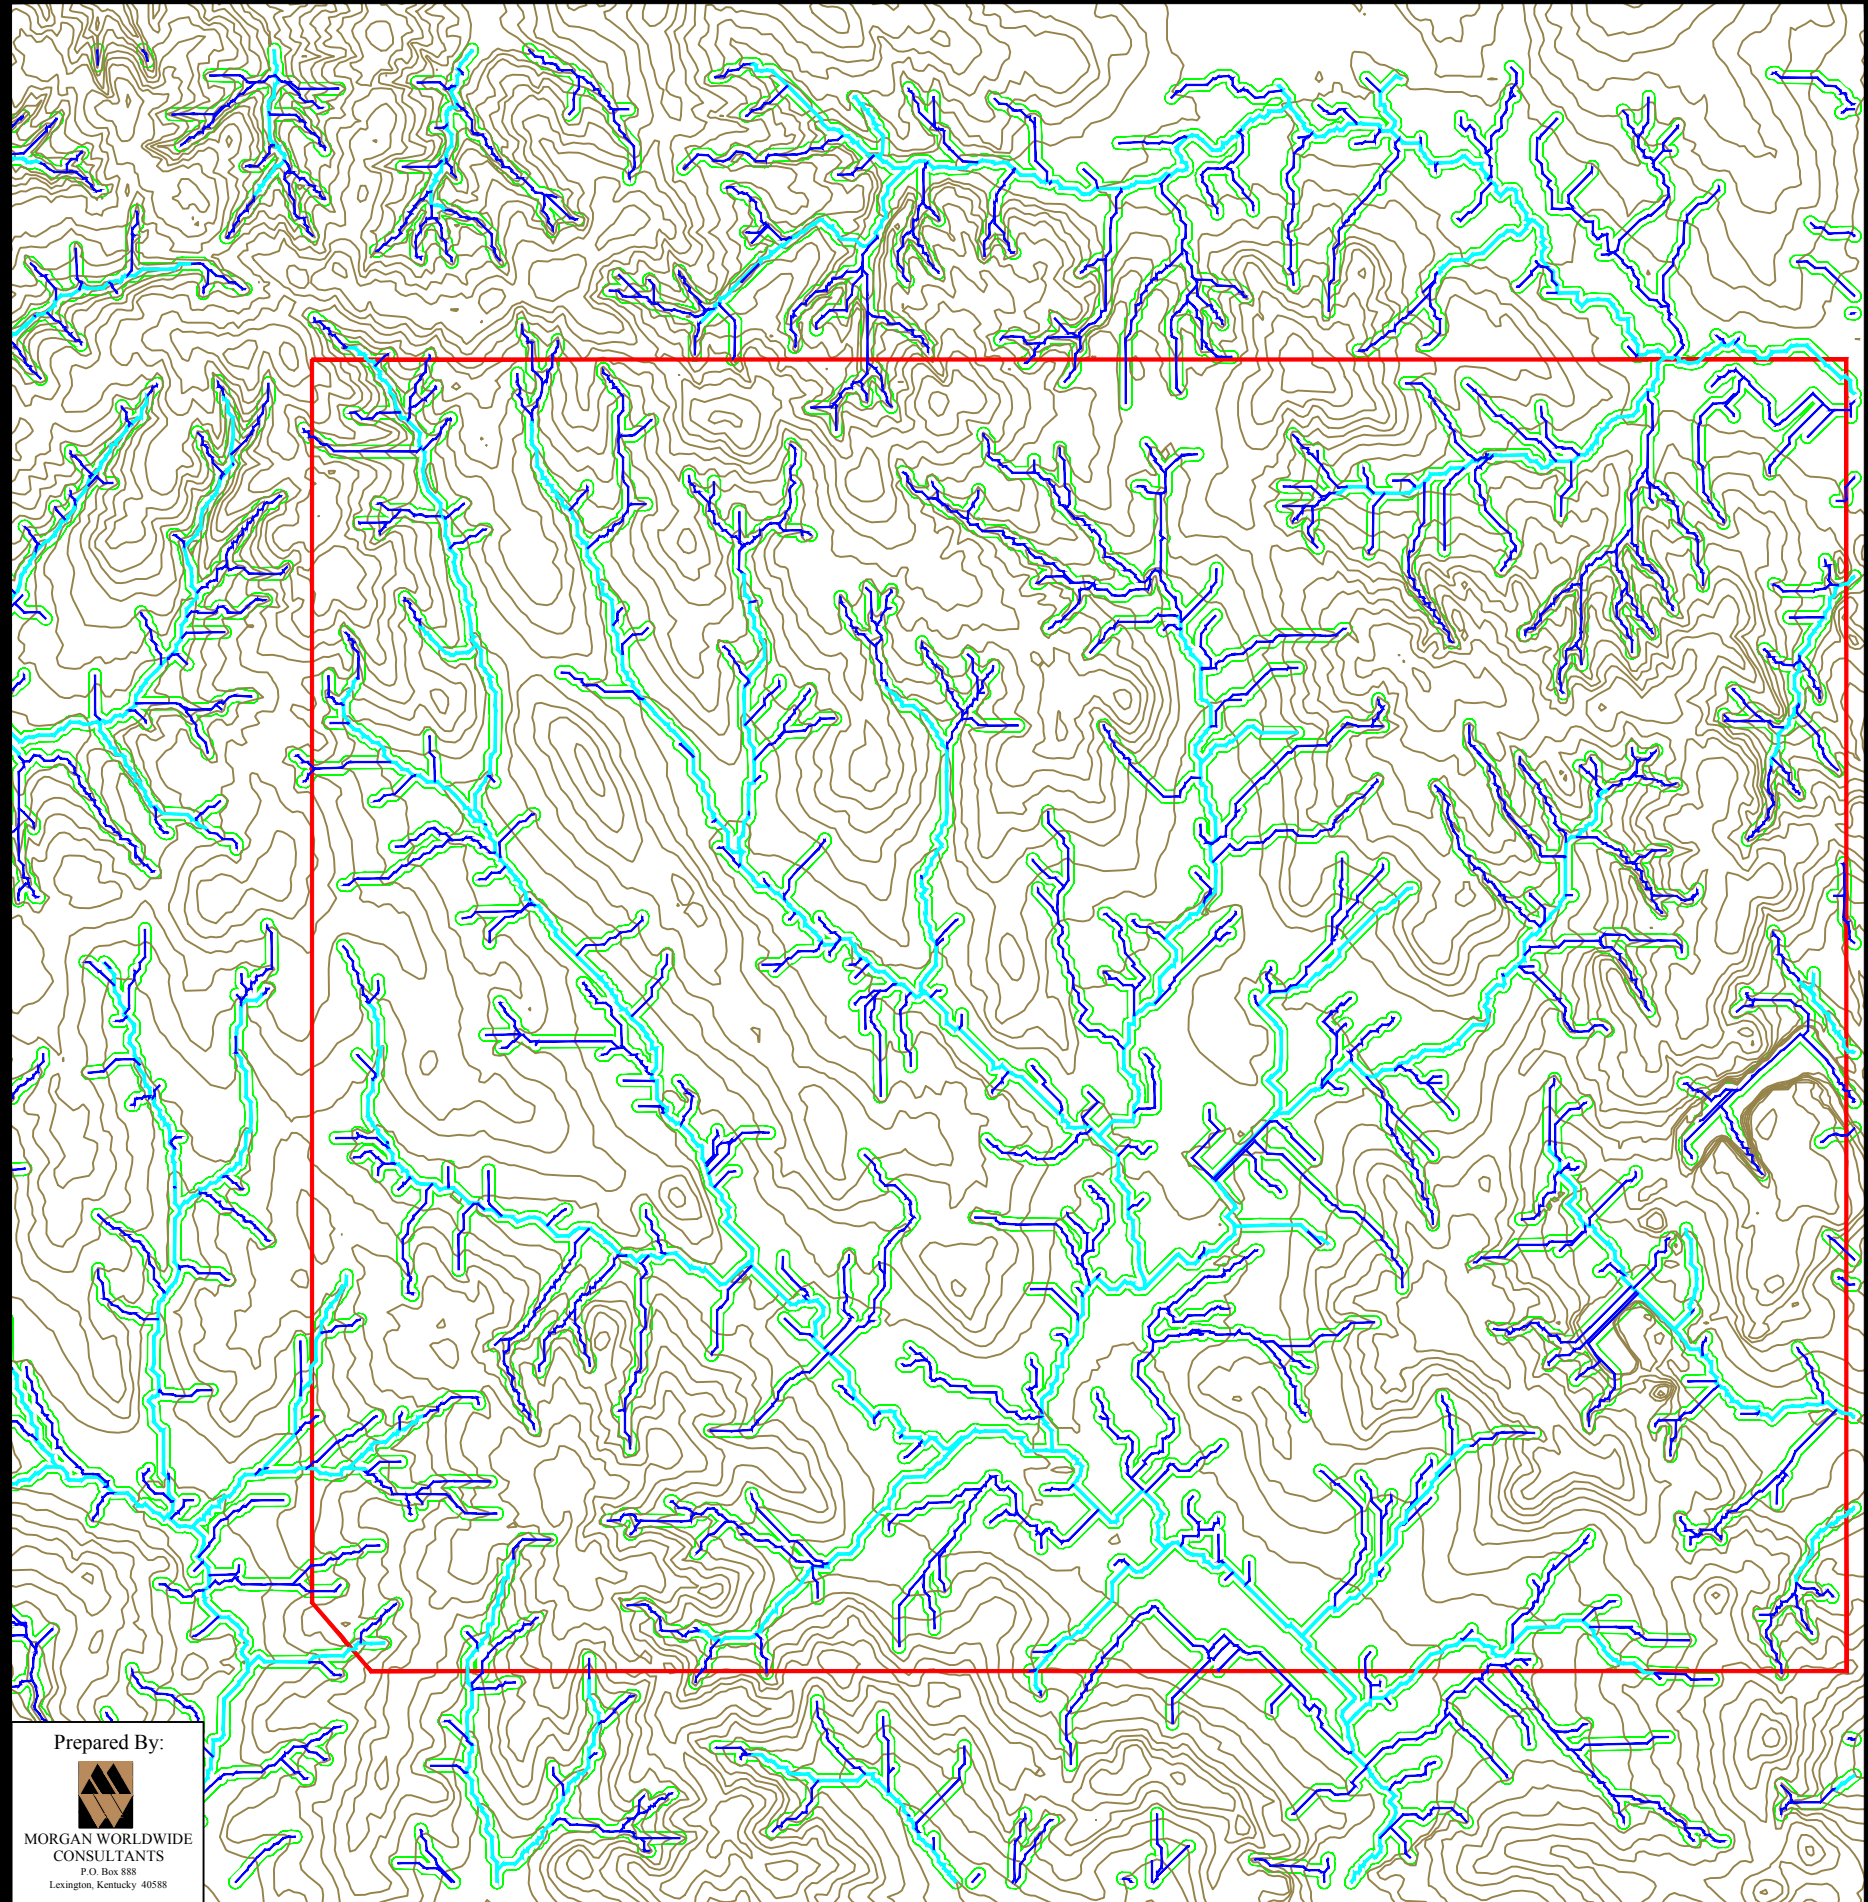 Prepared By:
MORGAN WORLDWIDE
CONSULTANTS
P.O. Box 888
Lexington, Kentucky 40588